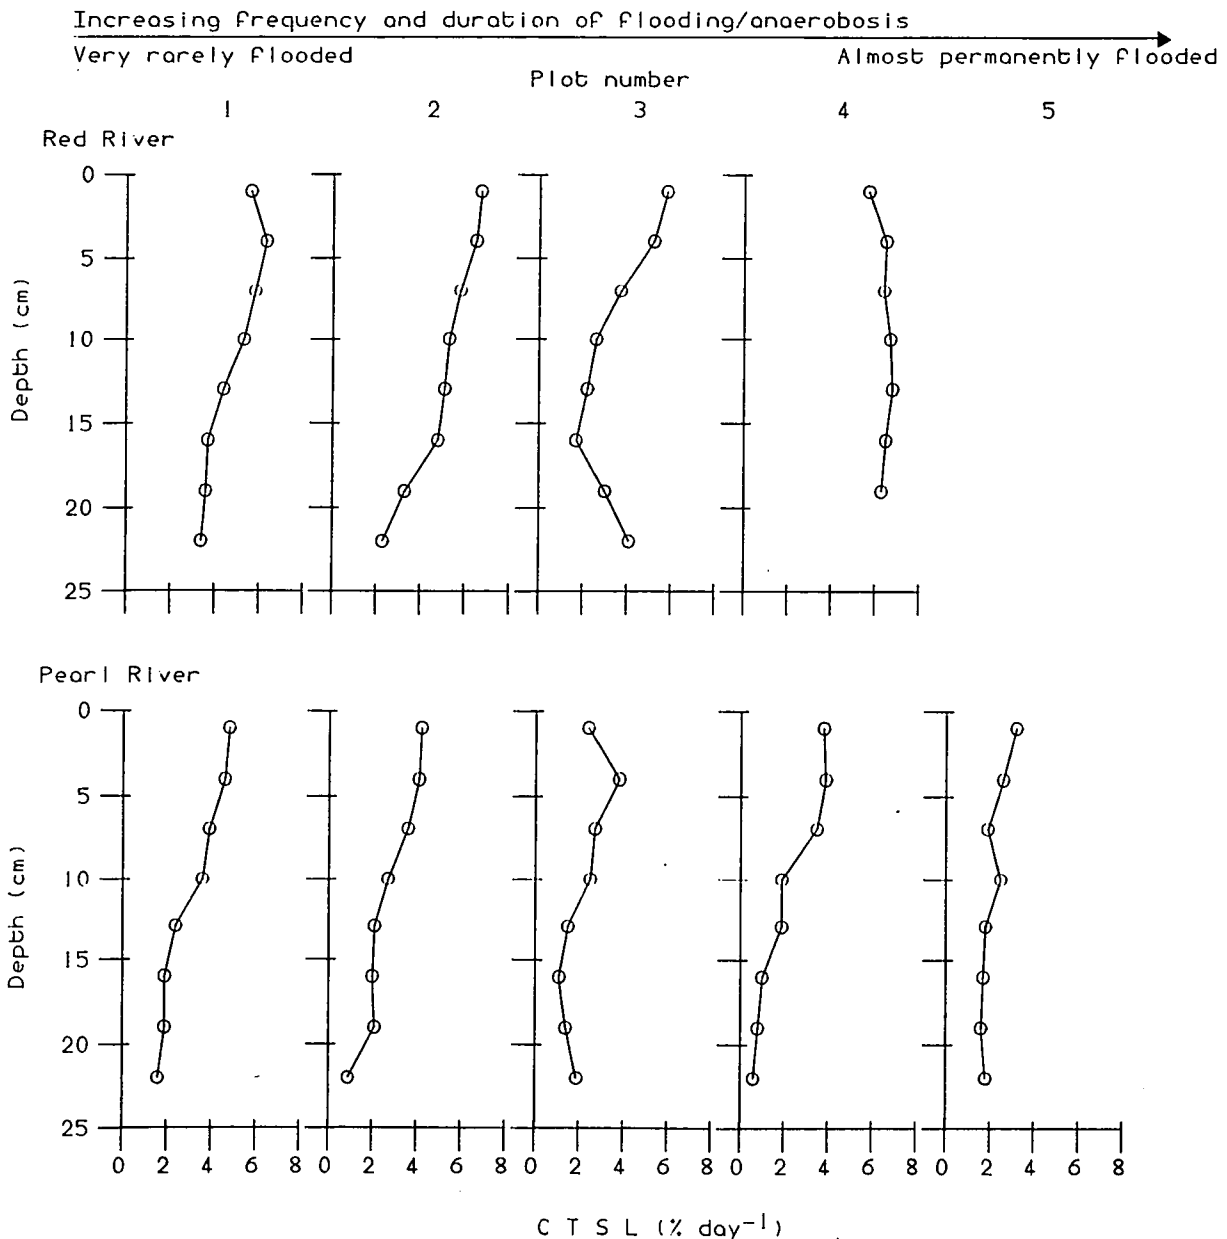 Increasing frequency and duration of flooding/anaerobosis
Very rarely flooded
Almost permanently flooded
Plot number
1 2 3 4 5
Red River
0
5
10
15
20
25
Depth (cm)
Pearl River
0
5
10
15
20
25
Depth (cm)
0 2 4 6 8 0 2 4 6 8 0 2 4 6 8 0 2 4 6 8 0 2 4 6 8
C T S L (% day⁻¹)